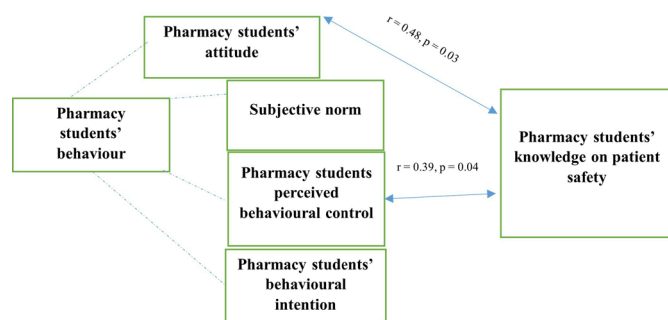 Pharmacy students'
attitude
r = 0.48, p = 0.03
Pharmacy
students'
behaviour
Subjective norm
Pharmacy students
perceived
behavioural control
r = 0.39, p = 0.04
Pharmacy students'
knowledge on patient
safety
Pharmacy students'
behavioural
intention